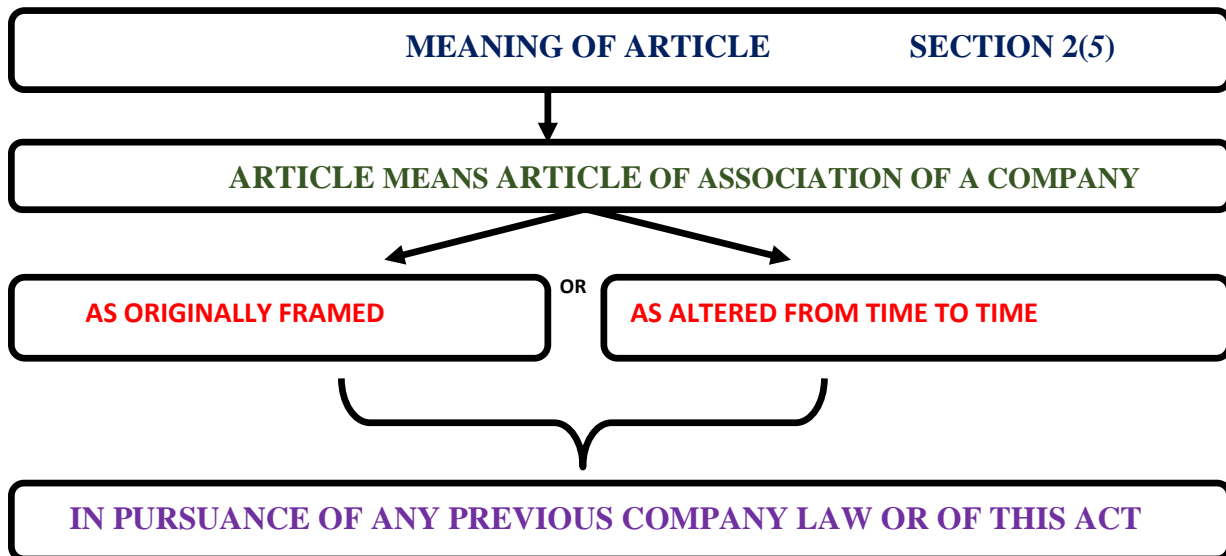 MEANING OF ARTICLE SECTION 2(5)
ARTICLE MEANS ARTICLE OF ASSOCIATION OF A COMPANY
AS ORIGINALLY FRAMED
OR
AS ALTERED FROM TIME TO TIME
IN PURSUANCE OF ANY PREVIOUS COMPANY LAW OR OF THIS ACT